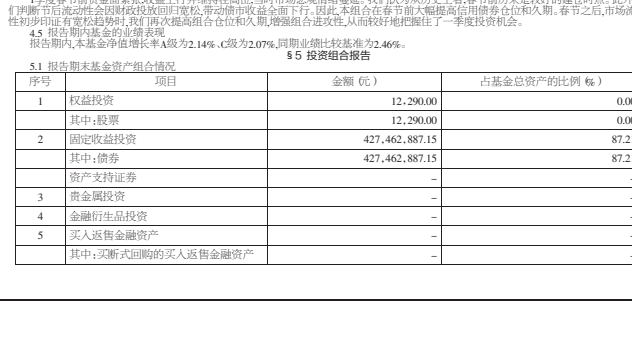 们判断节后流动性会因财政投放回归宽松,带动债市收益全面下行。因此,本组合在春节前大幅提高信用债券仓位和久期。春节之后,市场流
性初步印证有宽松趋势时,我们再次提高组合仓位和久期,增强组合进攻性,从而较好地把握住了一季度投资机会。
4.5 报告期内基金的业绩表现
报告期内,本基金净值增长率A级为2.14%、C级为2.07%,同期业绩比较基准为2.46%。
§5 投资组合报告
5.1 报告期末基金资产组合情况
序号 项目 金额(元) 占基金总资产的比例(%)
1 权益投资 12,290.00 0.00
其中:股票 12,290.00 0.00
2 固定收益投资 427,462,887.15 87.2
其中:债券 427,462,887.15 87.2
资产支持证券 – –
3 贵金属投资 – –
4 金融衍生品投资 – –
5 买入返售金融资产 – –
其中:买断式回购的买入返售金融资产 – –